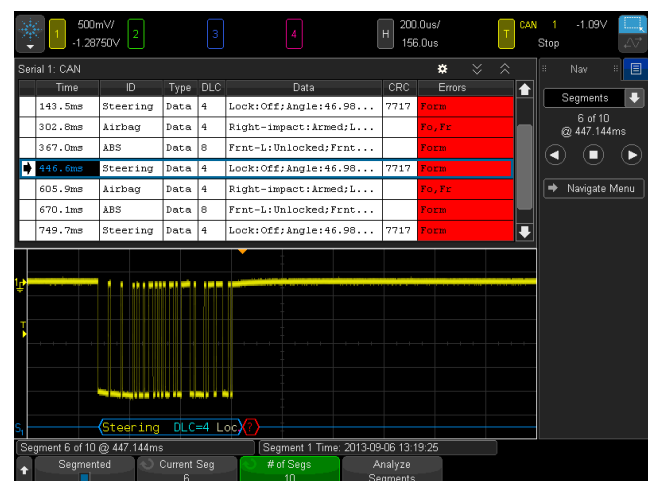 1 500mV/ 2 3 4 H 200.0us/ T CAN 1 -1.09V
-1.28750V 156.0us Stop
Serial 1: CAN Nav
Time ID Type DLC Data CRC Errors
143.5ms Steering Data 4 Lock:Off;Angle:46.98... 7717 Form
302.8ms Airbag Data 4 Right-impact:Armed;L... Fo,Fr
367.0ms ABS Data 8 Frnt-L:Unlocked;Frnt... Form
446.6ms Steering Data 4 Lock:Off;Angle:46.98... 7717 Form
605.9ms Airbag Data 4 Right-impact:Armed;L... Fo,Fr
670.1ms ABS Data 8 Frnt-L:Unlocked;Frnt... Form
749.7ms Steering Data 4 Lock:Off;Angle:46.98... 7717 Form
Segments
6 of 10
@ 447.144ms
Navigate Menu
1
T
S1 Steering DLC=4 Loc ?
Segment 6 of 10 @ 447.144ms Segment 1 Time: 2013-09-06 13:19:25
Segmented Current Seg # of Segs Analyze
6 10 Segments